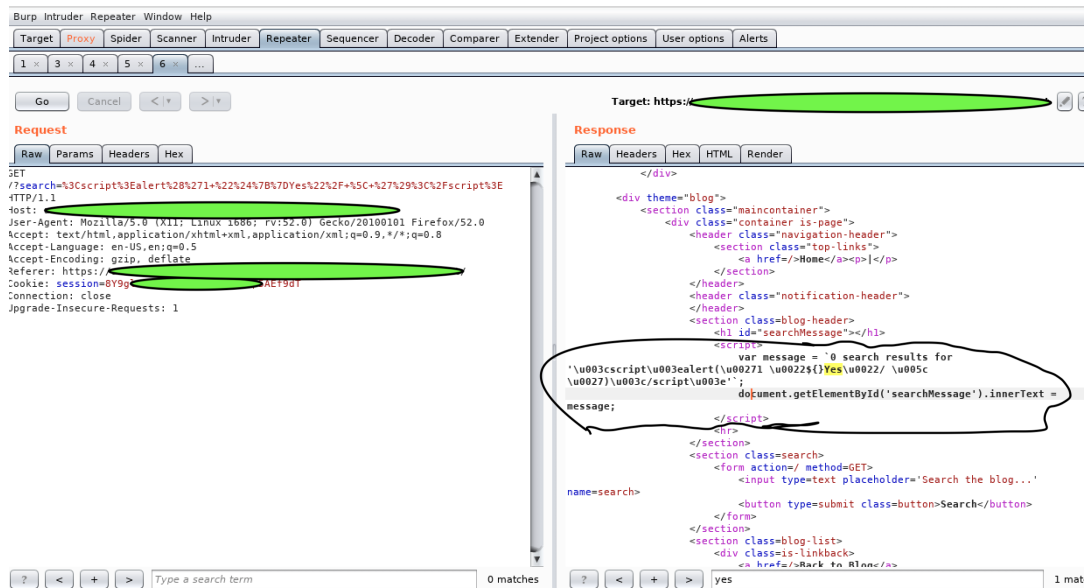 Burp Intruder Repeater Window Help
Target Proxy Spider Scanner Intruder Repeater Sequencer Decoder Comparer Extender Project options User options Alerts
1 × 3 × 4 × 5 × 6 × ...
Go Cancel < > Target: https:/
Request
Raw Params Headers Hex
GET
/?search=%3Cscript%3Ealert%28%271+%22%24%7B%7DYes%22%2F+%5C+%27%29%3C%2Fscript%3E
HTTP/1.1
Host:
User-Agent: Mozilla/5.0 (X11; Linux i686; rv:52.0) Gecko/20100101 Firefox/52.0
Accept: text/html,application/xhtml+xml,application/xml;q=0.9,*/*;q=0.8
Accept-Language: en-US,en;q=0.5
Accept-Encoding: gzip, deflate
Referer: https:/ /
Cookie: session=8Y9g AEf9dT
Connection: close
Upgrade-Insecure-Requests: 1
? < + > Type a search term 0 matches
Response
Raw Headers Hex HTML Render
</div>
<div theme="blog">
<section class="maincontainer">
<div class="container is-page">
<header class="navigation-header">
<section class="top-links">
<a href=/>Home</a><p>|</p>
</section>
</header>
<header class="notification-header">
</header>
<section class=blog-header>
<h1 id="searchMessage"></h1>
<script>
var message = `0 search results for
'\u003cscript\u003ealert(\u00271 \u0022${}Yes\u0022/ \u005c
\u0027)\u003c/script\u003e'`;
document.getElementById('searchMessage').innerText =
message;
</script>
<hr>
</section>
<section class=search>
<form action=/ method=GET>
<input type=text placeholder='Search the blog...'
name=search>
<button type=submit class=button>Search</button>
</form>
</section>
<section class=blog-list>
<div class=is-linkback>
<a href=/>Back to Blog</a>
? < + > yes 1 mat